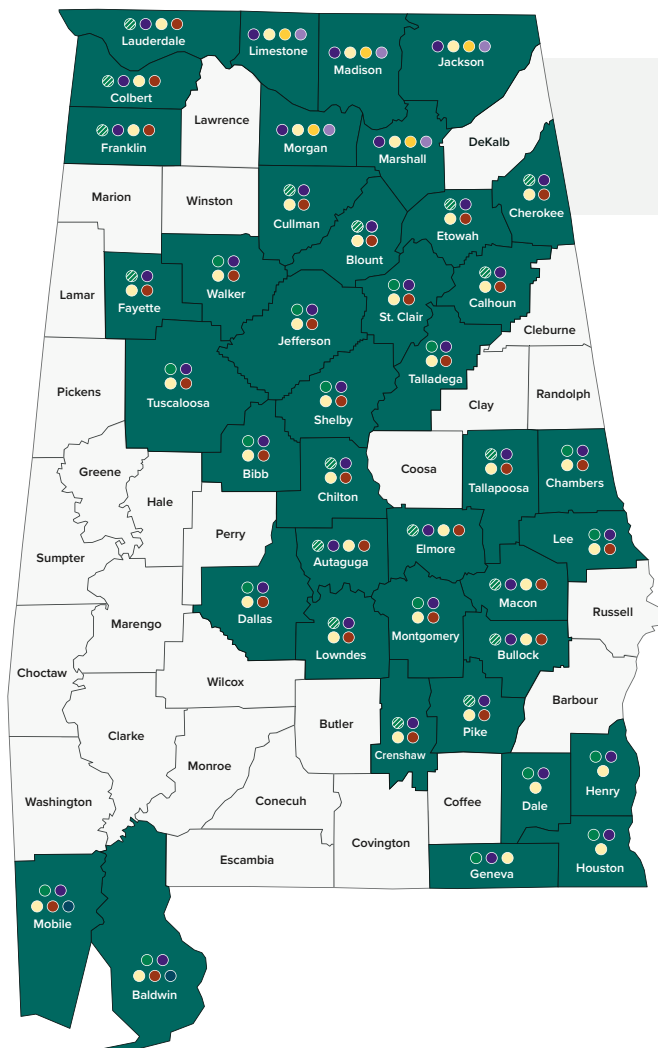 Lauderdale
Limestone
Madison
Jackson
Colbert
Lawrence
Franklin
Morgan
Marshall
DeKalb
Marion
Winston
Cullman
Cherokee
Etowah
Blount
Lamar
Fayette
Walker
St. Clair
Calhoun
Cleburne
Jefferson
Talladega
Pickens
Tuscaloosa
Shelby
Clay
Randolph
Greene
Hale
Bibb
Chilton
Coosa
Tallapoosa
Chambers
Perry
Sumpter
Autaguga
Elmore
Lee
Macon
Dallas
Marengo
Lowndes
Montgomery
Bullock
Russell
Choctaw
Wilcox
Barbour
Clarke
Butler
Crenshaw
Pike
Monroe
Washington
Conecuh
Coffee
Dale
Henry
Covington
Escambia
Geneva
Houston
Mobile
Baldwin